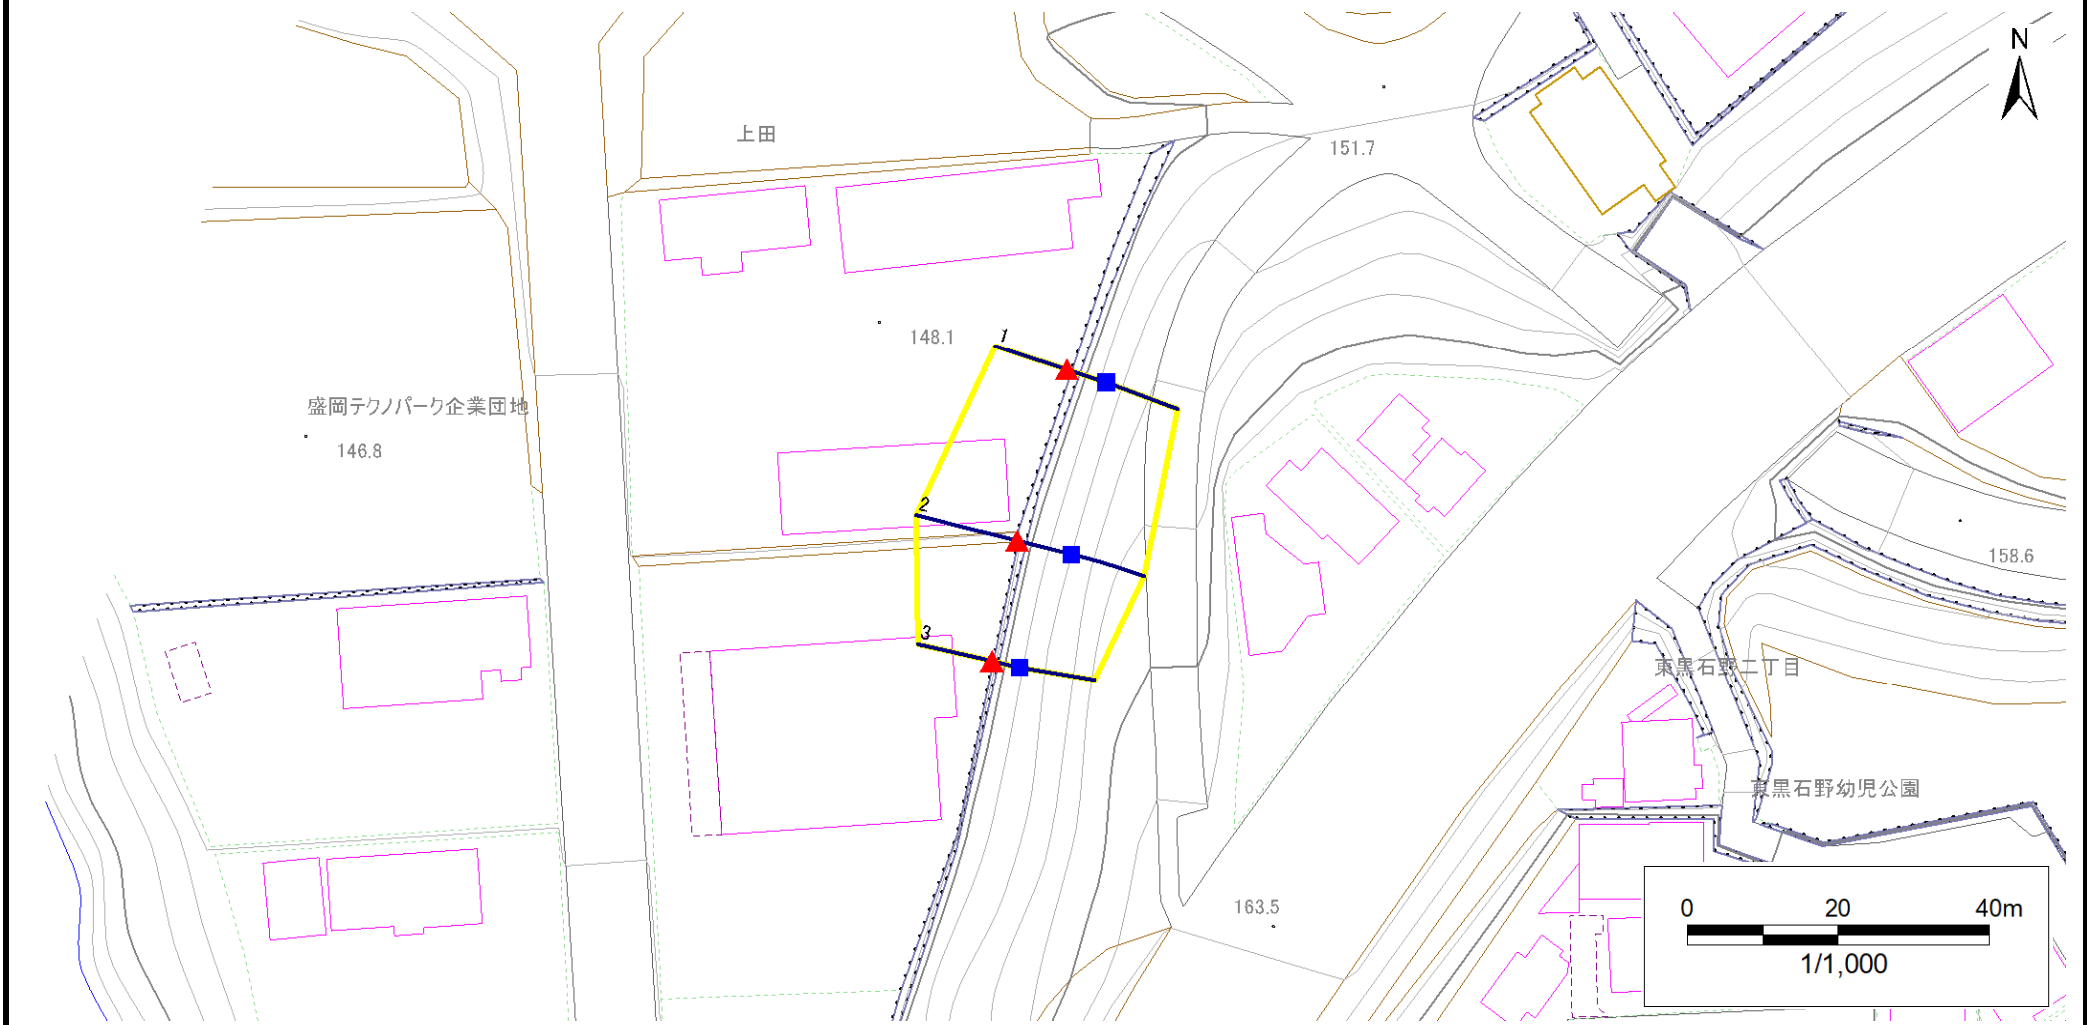 N
上田
151.7
148.1
1
盛岡テクノパーク企業団地
146.8
2
158.6
3
東黒石野二丁目
東黒石野幼児公園
163.5
0 20 40m
1/1,000